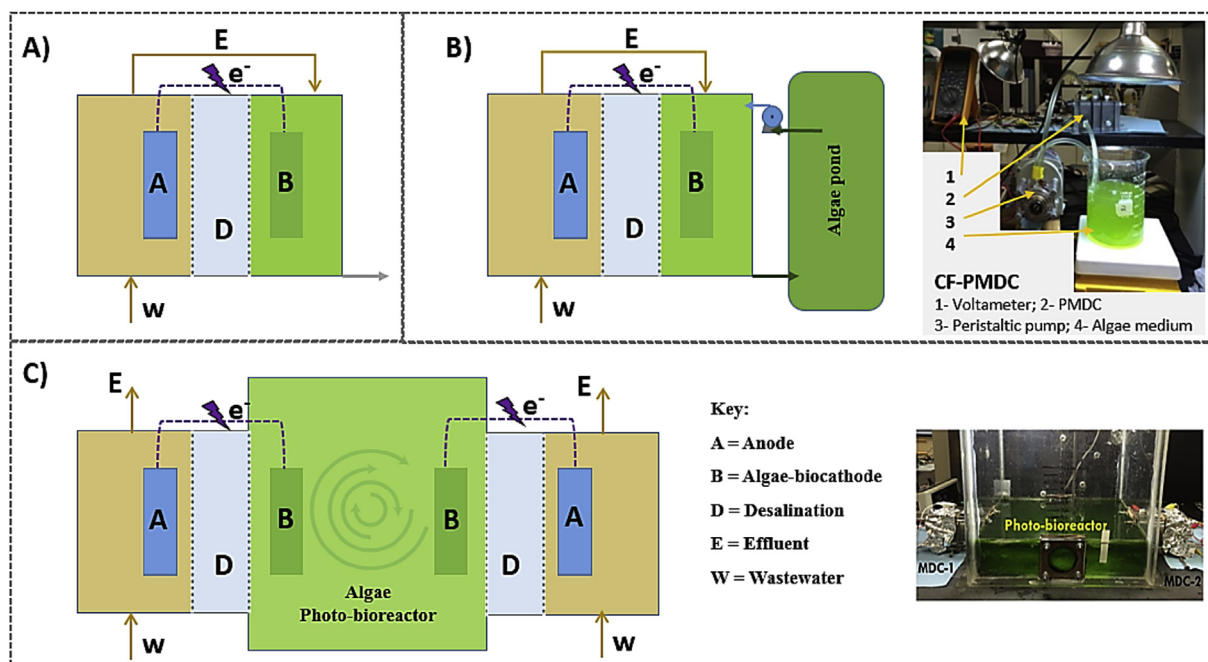 A)
E
e-
A
B
D
W
B)
E
e-
A
B
D
W
Algae pond
1
2
3
4
CF-PMDC
1- Voltameter; 2- PMDC
3- Peristaltic pump; 4- Algae medium
C)
E
e-
A
D
B
W
Algae
Photo-bioreactor
E
e-
B
D
A
W
Key:
A = Anode
B = Algae-biocathode
D = Desalination
E = Effluent
W = Wastewater
Photo-bioreactor
MDC-1
MDC-2